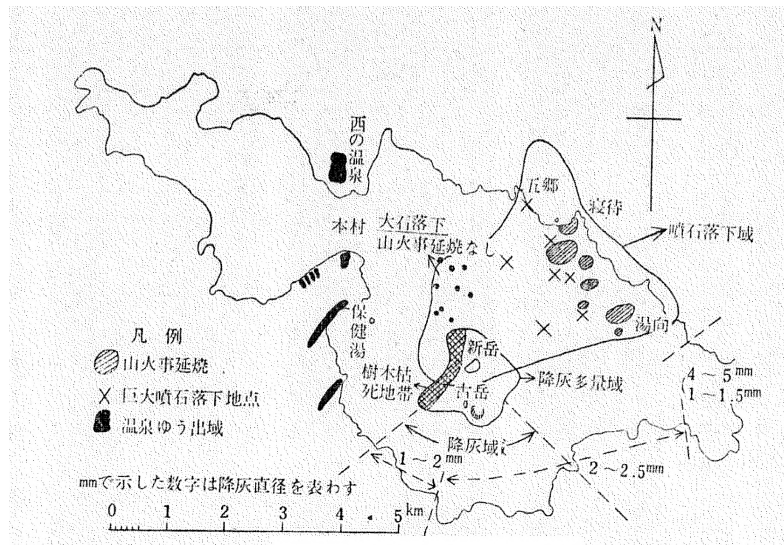 N
西の温泉
五郷
寝待
本村
大石落下
山火事延焼なし
噴石落下域
保健湯
凡例
山火事延焼
巨大噴石落下地点
温泉ゆう出域
新岳
湯向
樹木枯
死地帯
古岳
降灰多量域
4～5mm
1～1.5mm
降灰域
1～2mm
2～2.5mm
mmで示した数字は降灰直径を表わす
0 1 2 3 4 5 km